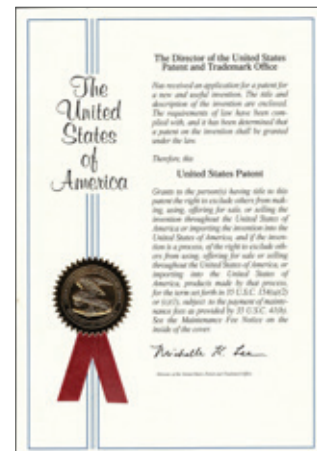 The
United
States
of
America
The Director of the United States
Patent and Trademark Office
Has received an application for a patent for
a new and useful invention. The title and
description of the invention are enclosed.
The requirements of law have been com-
plied with, and it has been determined that
a patent on the invention shall be granted
under the law.
Therefore, this
United States Patent
Grants to the person(s) having title to this
patent the right to exclude others from mak-
ing, using, offering for sale, or selling the
invention throughout the United States of
America or importing the invention into the
United States of America, and if the inven-
tion is a process, of the right to exclude oth-
ers from using, offering for sale or selling
throughout the United States of America, or
importing into the United States of
America, products made by that process,
for the term set forth in 35 U.S.C. 154(a)(2)
or (c)(1), subject to the payment of mainte-
nance fees as provided by 35 U.S.C. 41(b).
See the Maintenance Fee Notice on the
inside of the cover.
Michelle K. Lee
Director of the United States Patent and Trademark Office